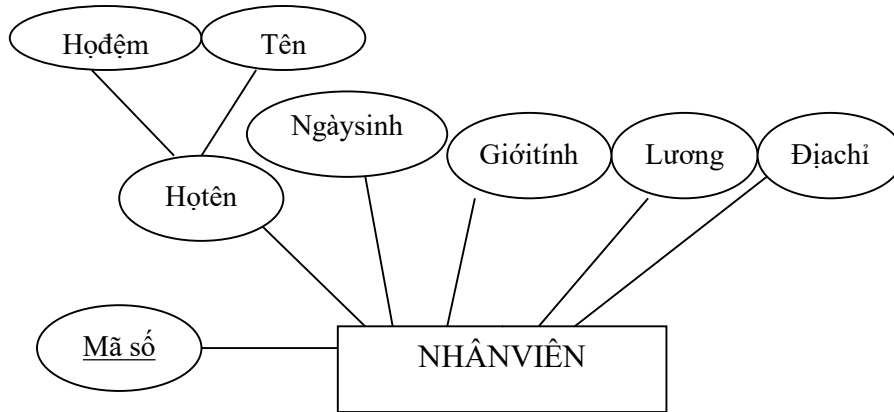 Họđệm
Tên
Ngàysinh
Giớitính
Lương
Địachỉ
Họtên
Mã số
NHÂNVIÊN